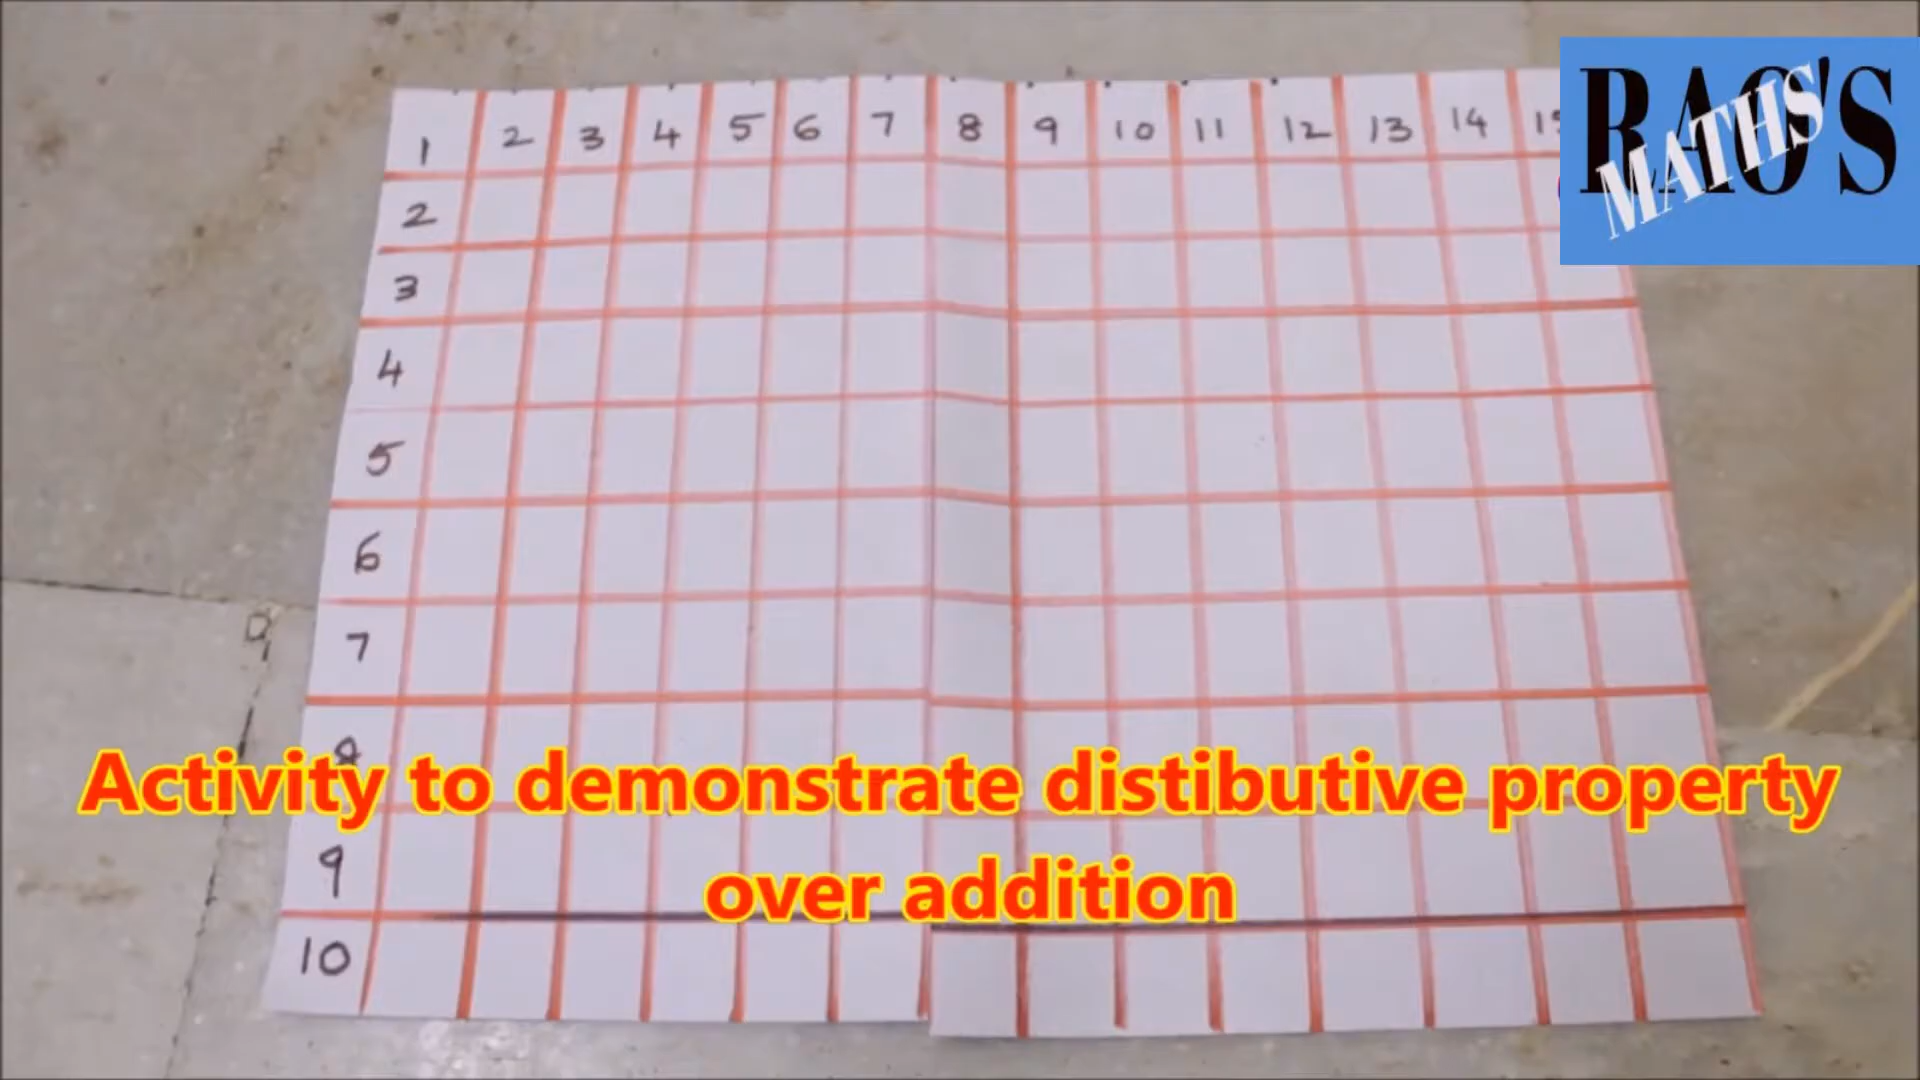 RAO'S
MATHS
1 2 3 4 5 6 7 8 9 10 11 12 13 14
2
3
4
5
6
7
8
9
10
Activity to demonstrate distibutive property
over addition